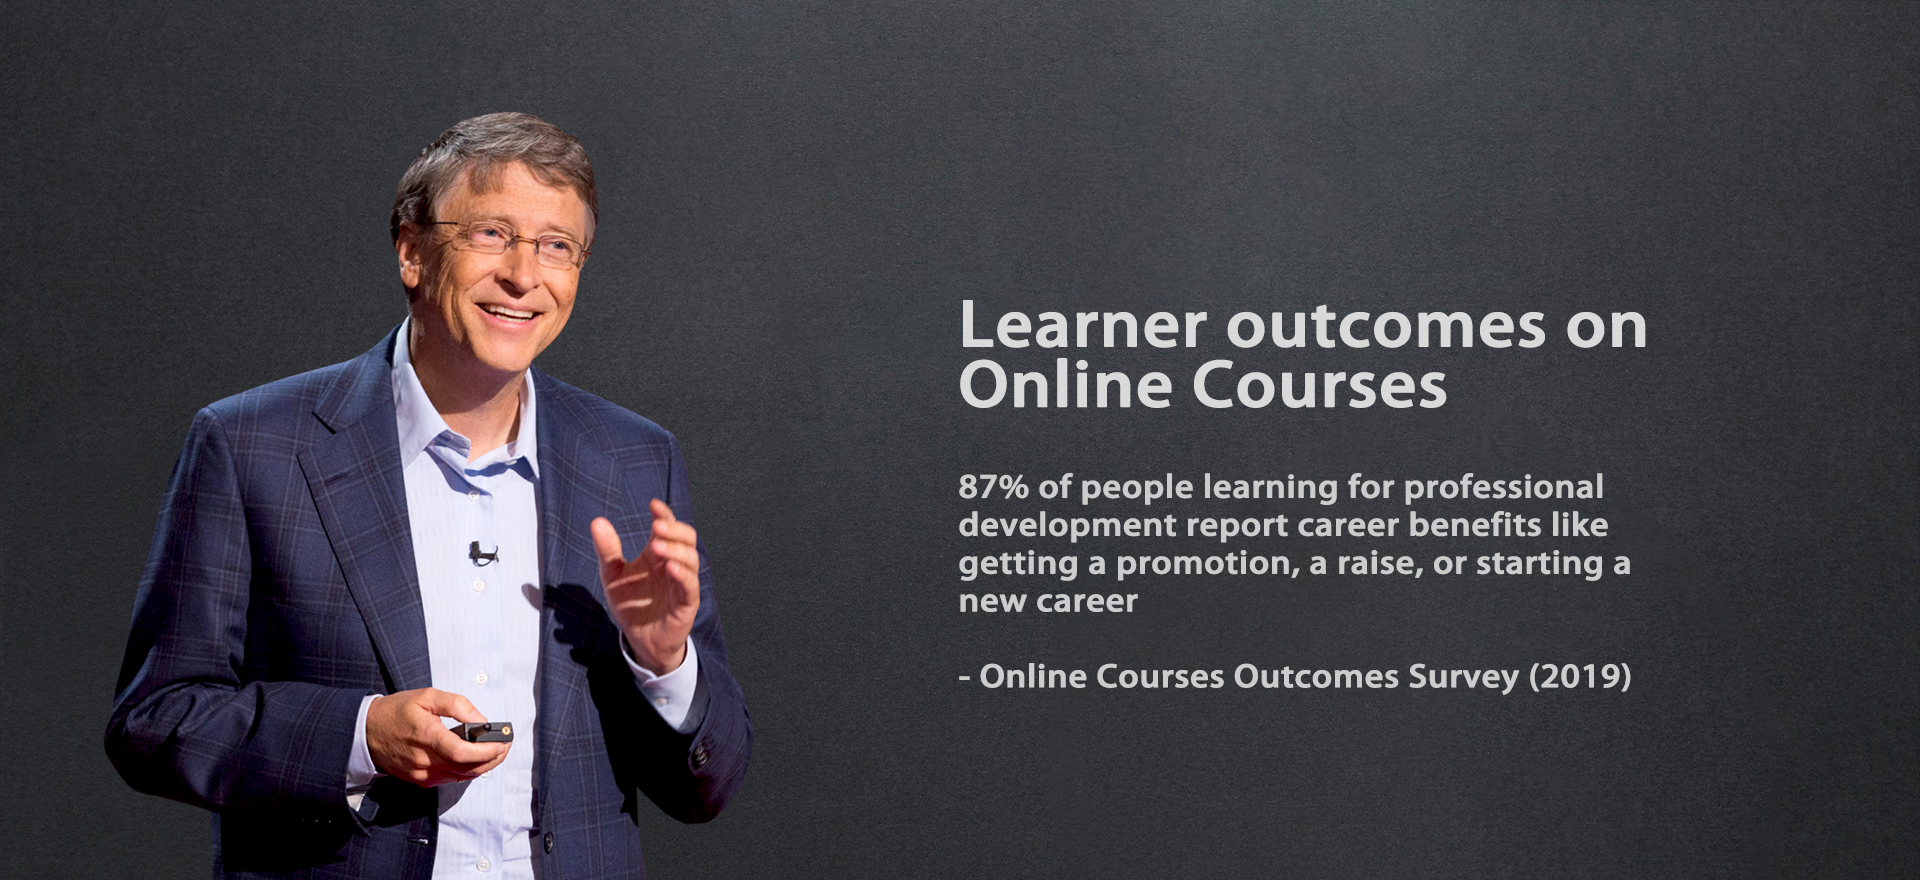 Learner outcomes on
Online Courses
87% of people learning for professional
development report career benefits like
getting a promotion, a raise, or starting a
new career
- Online Courses Outcomes Survey (2019)